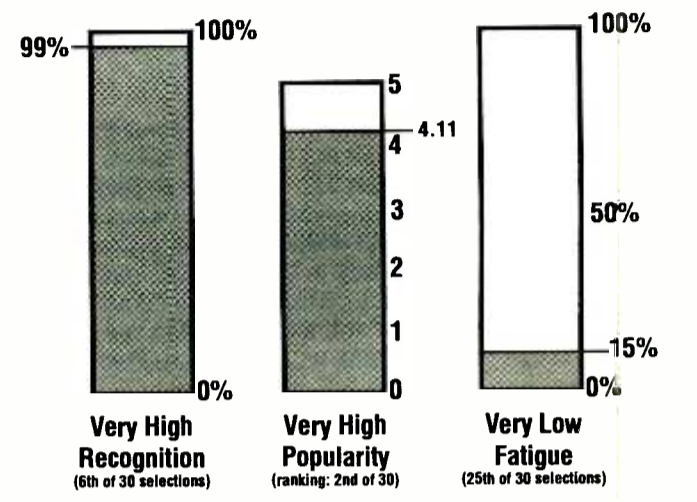 99%
100%
0%
Very High
Recognition
(6th of 30 selections)
5
4.11
4
3
2
1
0
Very High
Popularity
(ranking: 2nd of 30)
100%
50%
15%
0%
Very Low
Fatigue
(25th of 30 selections)